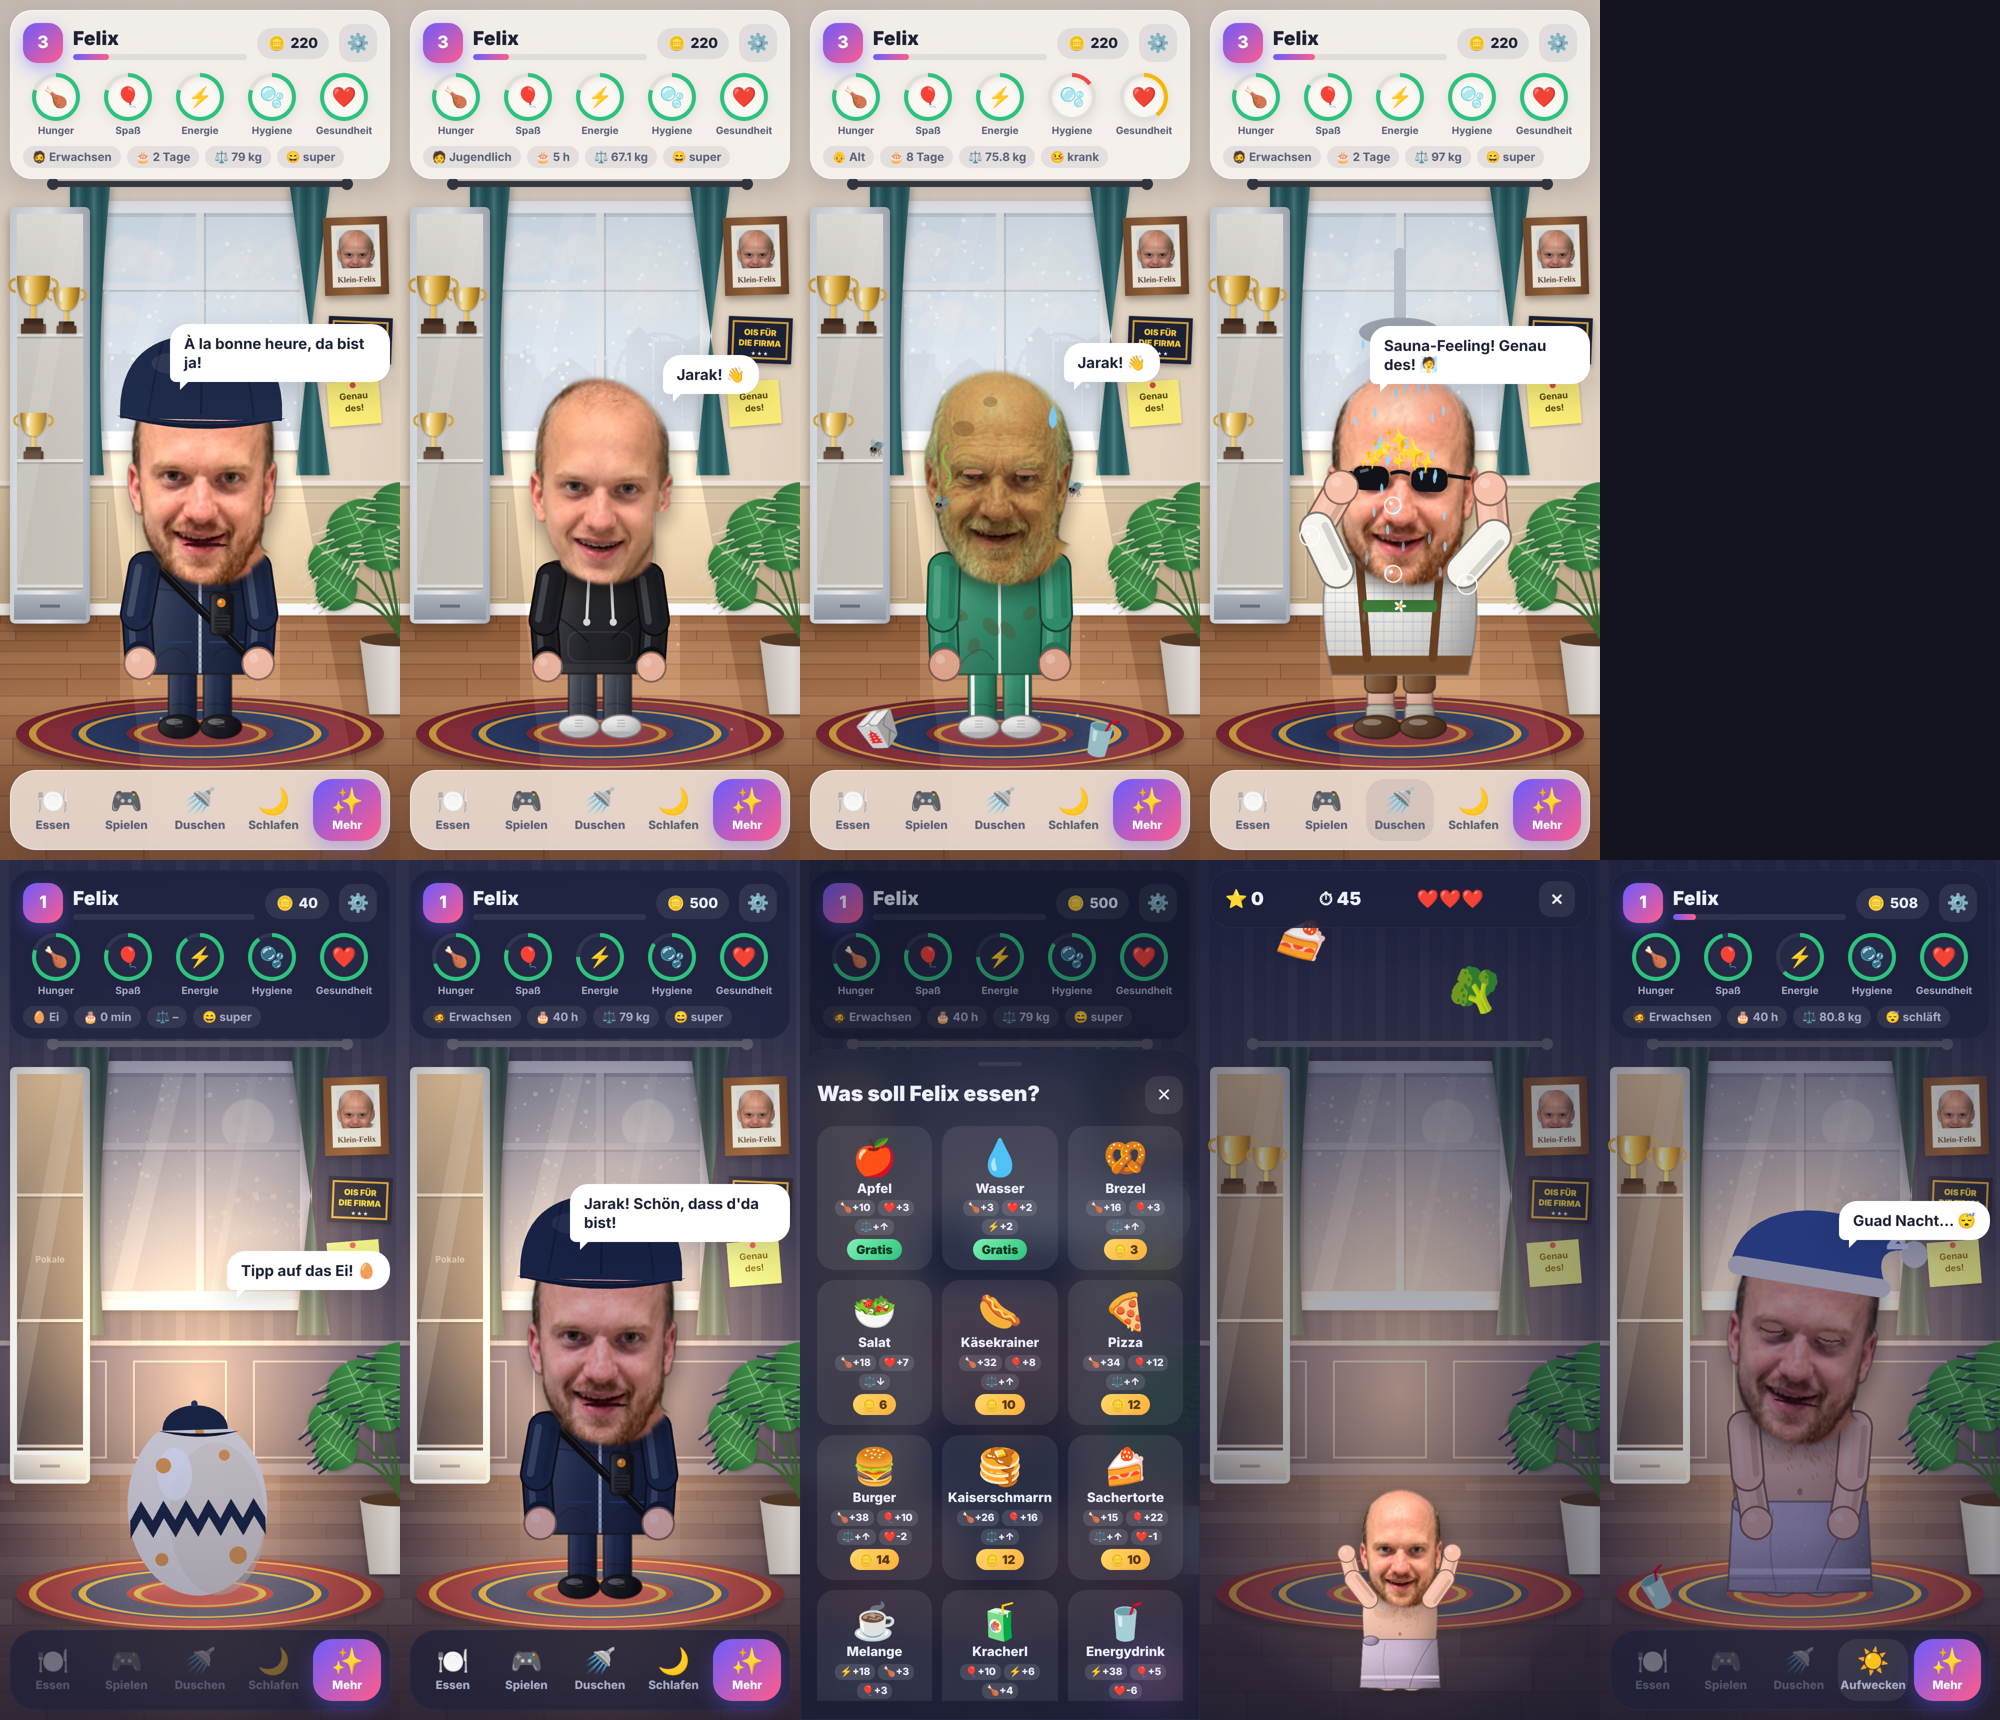 3
Felix
220
Hunger
Spaß
Energie
Hygiene
Gesundheit
Erwachsen
2 Tage
79 kg
super
Klein-Felix
À la bonne heure, da bist
ja!
Genau
des!
Essen
Spielen
Duschen
Schlafen
Mehr
3
Felix
220
Hunger
Spaß
Energie
Hygiene
Gesundheit
Jugendlich
5 h
67.1 kg
super
Klein-Felix
OIS FÜR
DIE FIRMA
Jarak! 👋
Genau
des!
Essen
Spielen
Duschen
Schlafen
Mehr
3
Felix
220
Hunger
Spaß
Energie
Hygiene
Gesundheit
Alt
8 Tage
75.8 kg
krank
Klein-Felix
OIS FÜR
DIE FIRMA
Jarak! 👋
Genau
des!
Essen
Spielen
Duschen
Schlafen
Mehr
3
Felix
220
Hunger
Spaß
Energie
Hygiene
Gesundheit
Erwachsen
2 Tage
97 kg
super
Klein-Felix
Sauna-Feeling! Genau
des! 🧖
Genau
des!
Essen
Spielen
Duschen
Schlafen
Mehr
1
Felix
40
Hunger
Spaß
Energie
Hygiene
Gesundheit
Ei
0 min
–
super
Klein-Felix
OIS FÜR
DIE FIRMA
Pokale
Tipp auf das Ei! 🥚
Genau
des!
Essen
Spielen
Duschen
Schlafen
Mehr
1
Felix
500
Hunger
Spaß
Energie
Hygiene
Gesundheit
Erwachsen
40 h
79 kg
super
Klein-Felix
Jarak! Schön, dass d'da
bist!
Pokale
Genau
des!
Essen
Spielen
Duschen
Schlafen
Mehr
1
Felix
500
Hunger
Spaß
Energie
Hygiene
Gesundheit
Erwachsen
40 h
79 kg
super
Was soll Felix essen?
Apfel
+10 +3
+↑
Gratis
Wasser
+3 +2
+2
Gratis
Brezel
+16 +3
+↑
3
Salat
+18 +7
↓
6
Käsekrainer
+32 +8
+↑
10
Pizza
+34 +12
+↑
12
Burger
+38 +10
+↑ -2
14
Kaiserschmarrn
+26 +16
+↑
12
Sachertorte
+15 +22
+↑ -1
10
Melange
+18 +3
+3
Kracherl
+10 +6
+4
Energydrink
+38 +5
-6
0
45
Klein-Felix
OIS FÜR
DIE FIRMA
Genau
des!
1
Felix
508
Hunger
Spaß
Energie
Hygiene
Gesundheit
Erwachsen
40 h
80.8 kg
schläft
Klein-Felix
OIS FÜR
Guad Nacht... 😴
Genau
des!
Essen
Spielen
Duschen
Aufwecken
Mehr